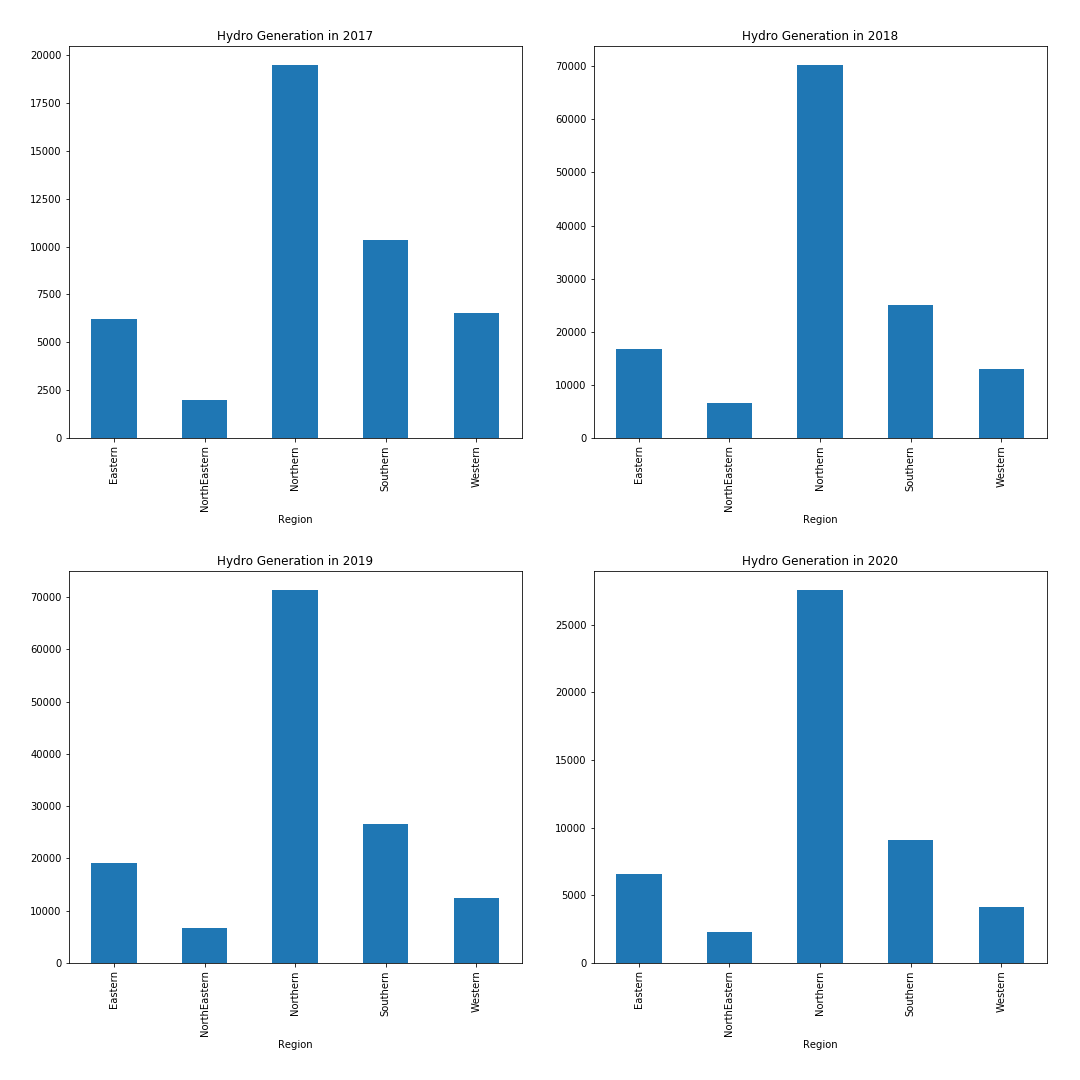 Hydro Generation in 2017
20000
17500
15000
12500
10000
7500
5000
2500
0
Eastern
NorthEastern
Northern
Southern
Western
Region
Hydro Generation in 2018
70000
60000
50000
40000
30000
20000
10000
0
Eastern
NorthEastern
Northern
Southern
Western
Region
Hydro Generation in 2019
70000
60000
50000
40000
30000
20000
10000
0
Eastern
NorthEastern
Northern
Southern
Western
Region
Hydro Generation in 2020
25000
20000
15000
10000
5000
0
Eastern
NorthEastern
Northern
Southern
Western
Region